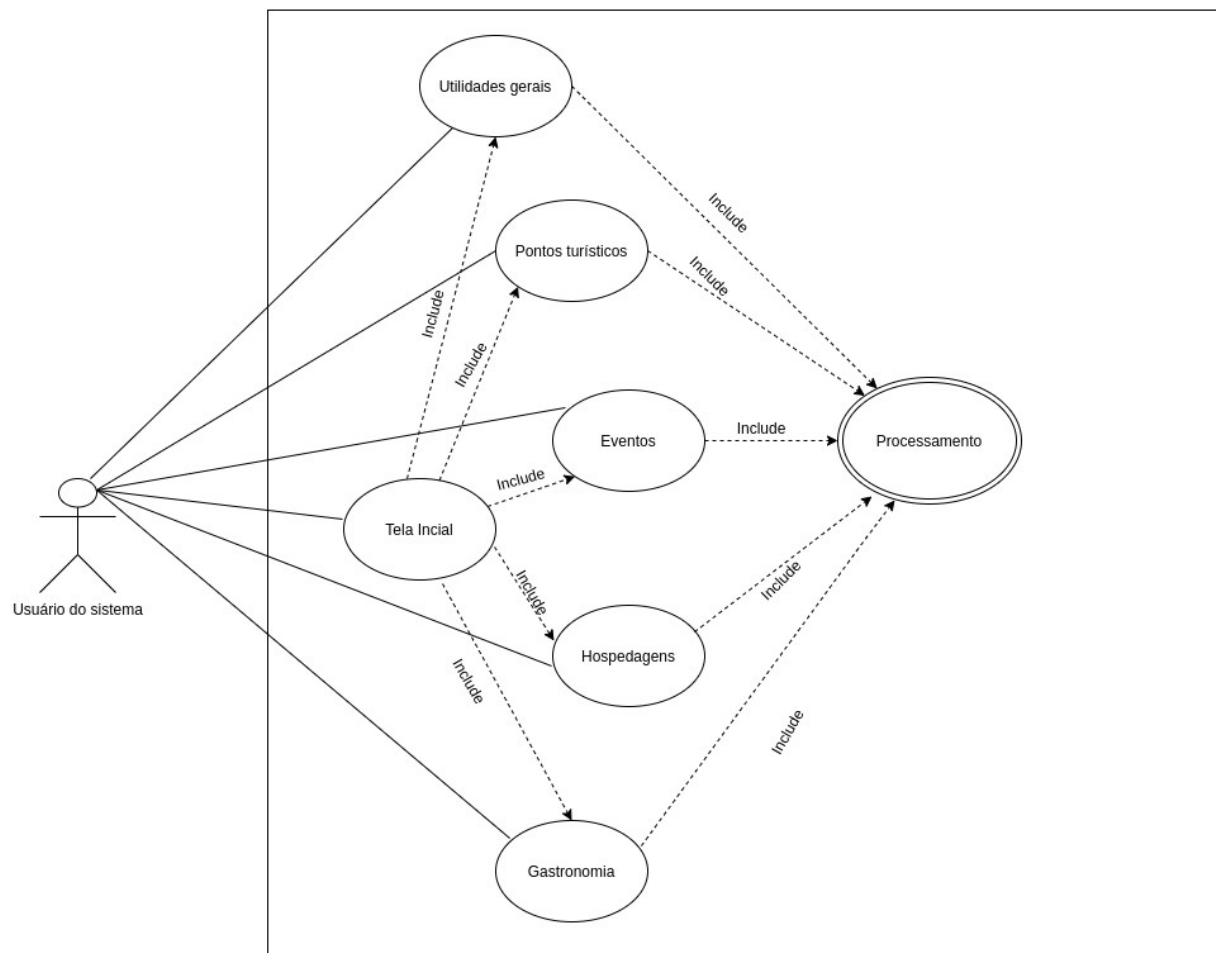 Utilidades gerais
Include
Pontos turísticos
Include
Include
Include
Eventos
Include
Processamento
Include
Tela Incial
Include
Include
Usuário do sistema
Hospedagens
Include
Include
Gastronomia